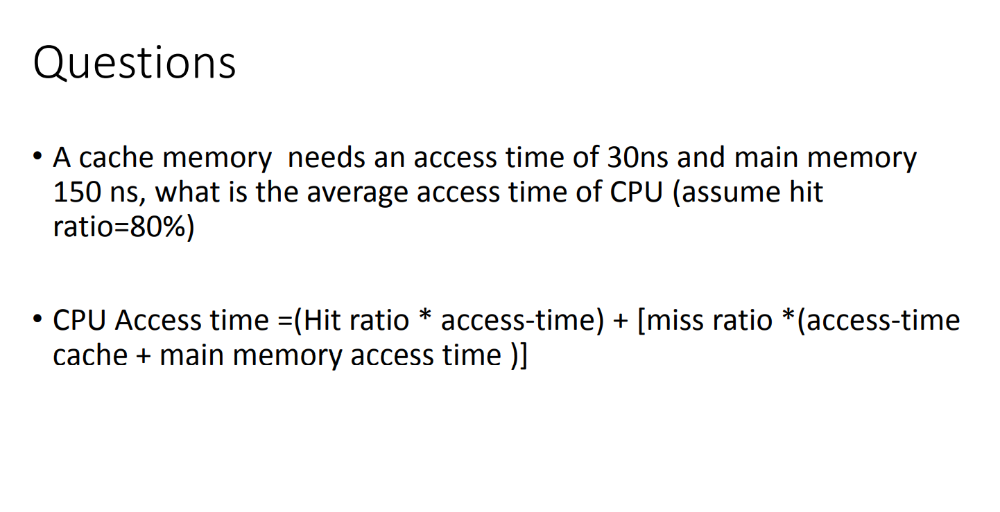 Questions
• A cache memory  needs an access time of 30ns and main memory
150 ns, what is the average access time of CPU (assume hit
ratio=80%)
• CPU Access time =(Hit ratio * access-time) + [miss ratio *(access-time
cache + main memory access time )]